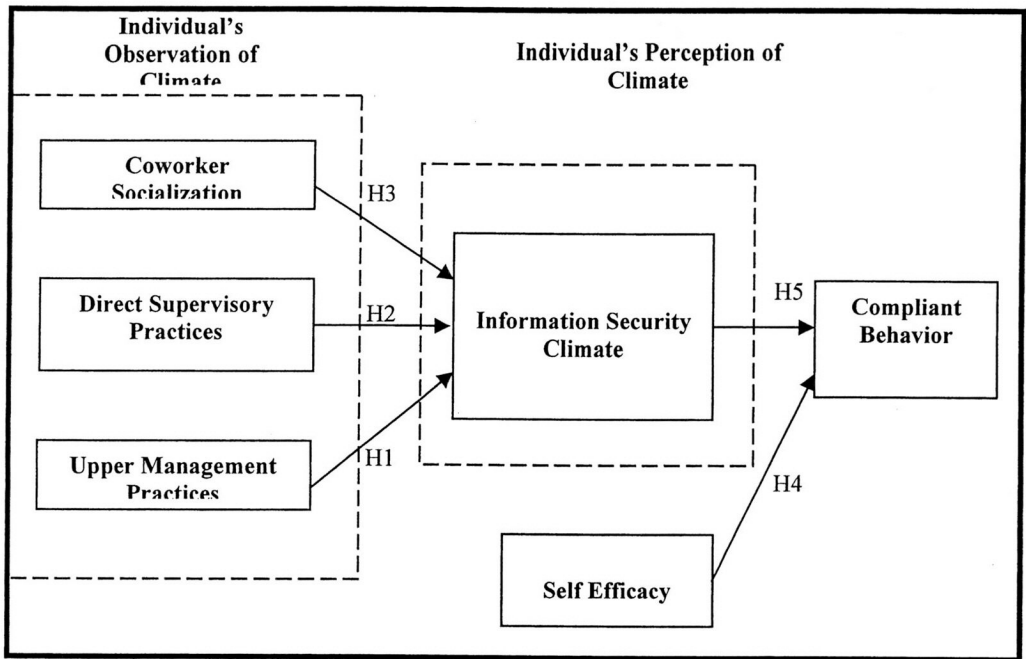 Individual's
Observation of
Climate
Individual's Perception of
Climate
Coworker
Socialization
H3
Direct Supervisory
Practices
H2
Information Security
Climate
H5
Compliant
Behavior
Upper Management
Practices
H1
H4
Self Efficacy